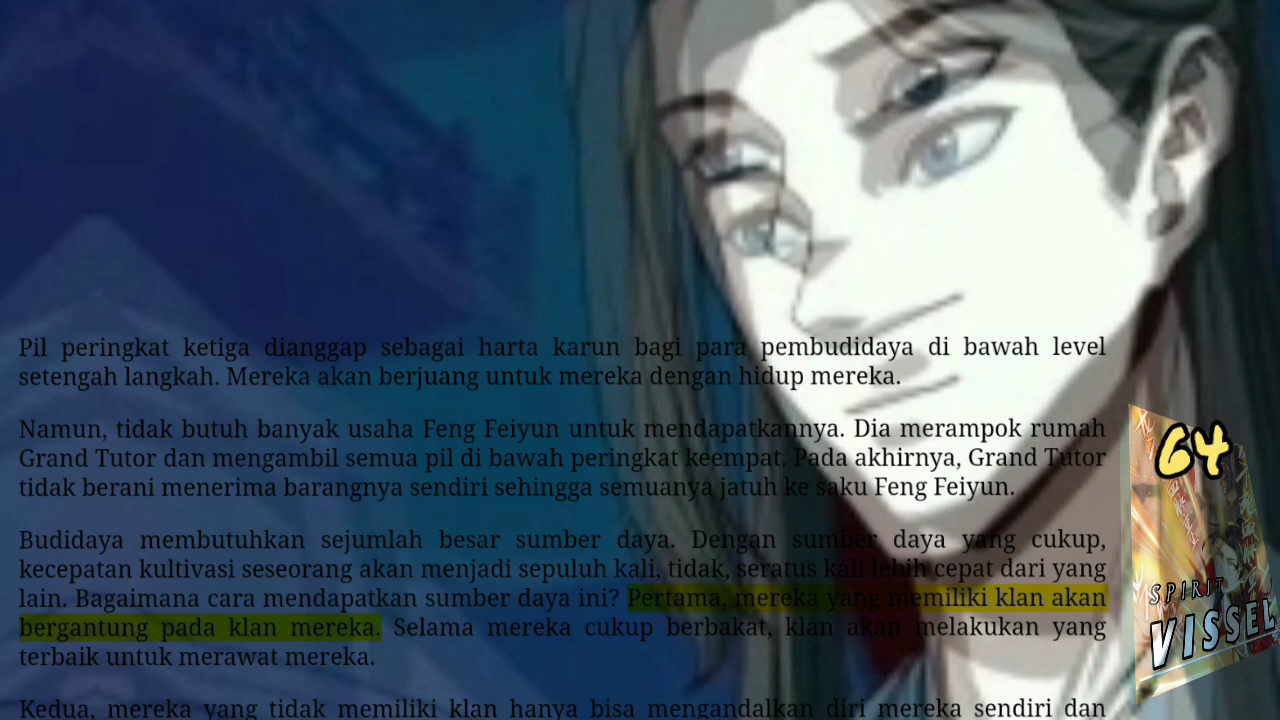 Pil peringkat ketiga dianggap sebagai harta karun bagi para pembudidaya di bawah level
setengah langkah. Mereka akan berjuang untuk mereka dengan hidup mereka.
Namun, tidak butuh banyak usaha Feng Feiyun untuk mendapatkannya. Dia merampok rumah
Grand Tutor dan mengambil semua pil di bawah peringkat keempat. Pada akhirnya, Grand Tutor
tidak berani menerima barangnya sendiri sehingga semuanya jatuh ke saku Feng Feiyun.
Budidaya membutuhkan sejumlah besar sumber daya. Dengan sumber daya yang cukup,
kecepatan kultivasi seseorang akan menjadi sepuluh kali, tidak, seratus kali lebih cepat dari yang
lain. Bagaimana cara mendapatkan sumber daya ini? Pertama, mereka yang memiliki klan akan
bergantung pada klan mereka. Selama mereka cukup berbakat, klan akan melakukan yang
terbaik untuk merawat mereka.
Kedua, mereka yang tidak memiliki klan hanya bisa mengandalkan diri mereka sendiri dan
64
SPIRIT
VISSEL